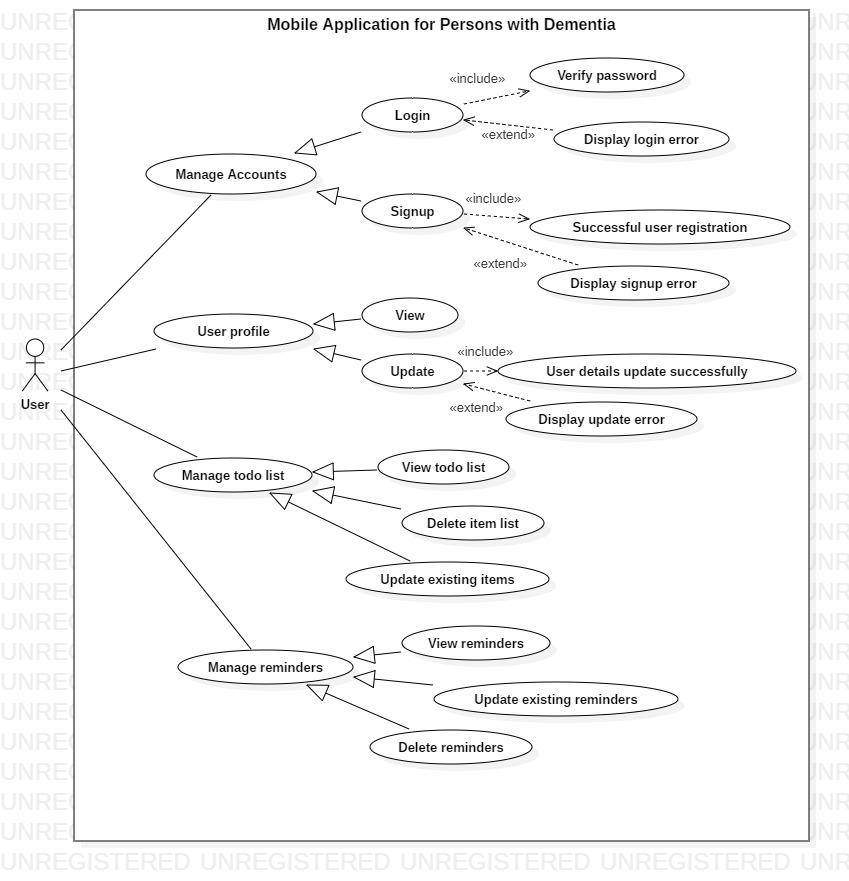 Mobile Application for Persons with Dementia
«include»
Verify password
Login
«extend»
Display login error
Manage Accounts
«include»
Signup
Successful user registration
«extend»
Display signup error
View
User profile
«include»
Update
User details update successfully
«extend»
Display update error
User
View todo list
Manage todo list
Delete item list
Update existing items
View reminders
Manage reminders
Update existing reminders
Delete reminders
UNREGISTERED UNREGISTERED UNREGISTERED UNREGISTERED UNR